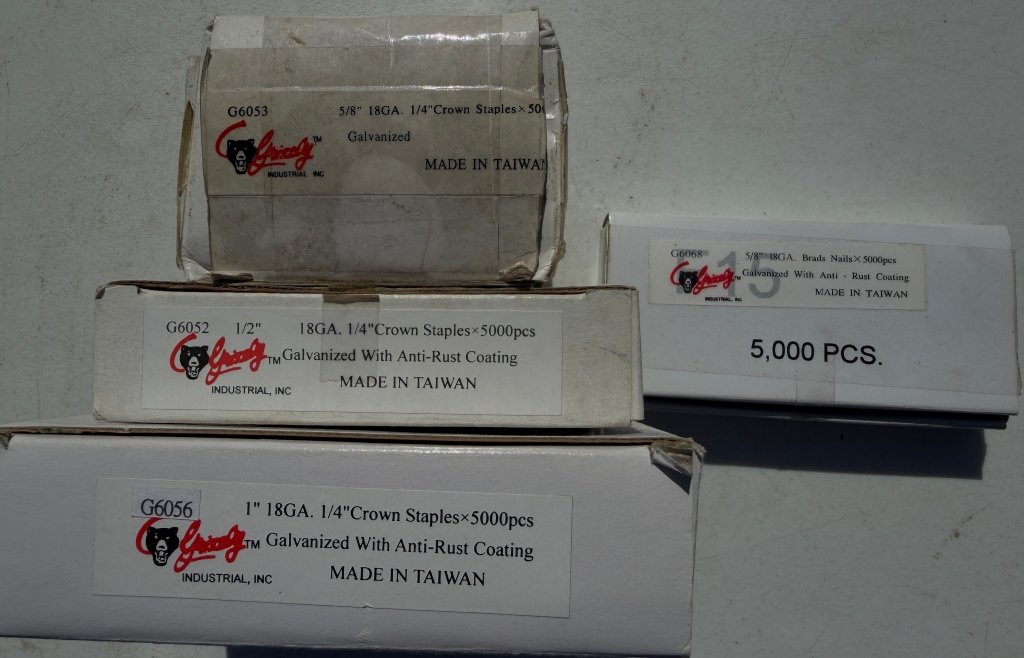 G6053 5/8" 18GA. 1/4"Crown Staples×50
Grizzly™ Galvanized
INDUSTRIAL INC
MADE IN TAIWAN
G6052 1/2" 18GA. 1/4"Crown Staples×5000pcs
Grizzly™ Galvanized With Anti-Rust Coating
INDUSTRIAL, INC
MADE IN TAIWAN
G6068 5/8" 18GA. Brads Nails×5000pcs
F15
Grizzly™ Galvanized With Anti - Rust Coating
INDUSTRIAL, INC
MADE IN TAIWAN
5,000 PCS.
G6056 1" 18GA. 1/4"Crown Staples×5000pcs
Grizzly™ Galvanized With Anti-Rust Coating
INDUSTRIAL, INC
MADE IN TAIWAN